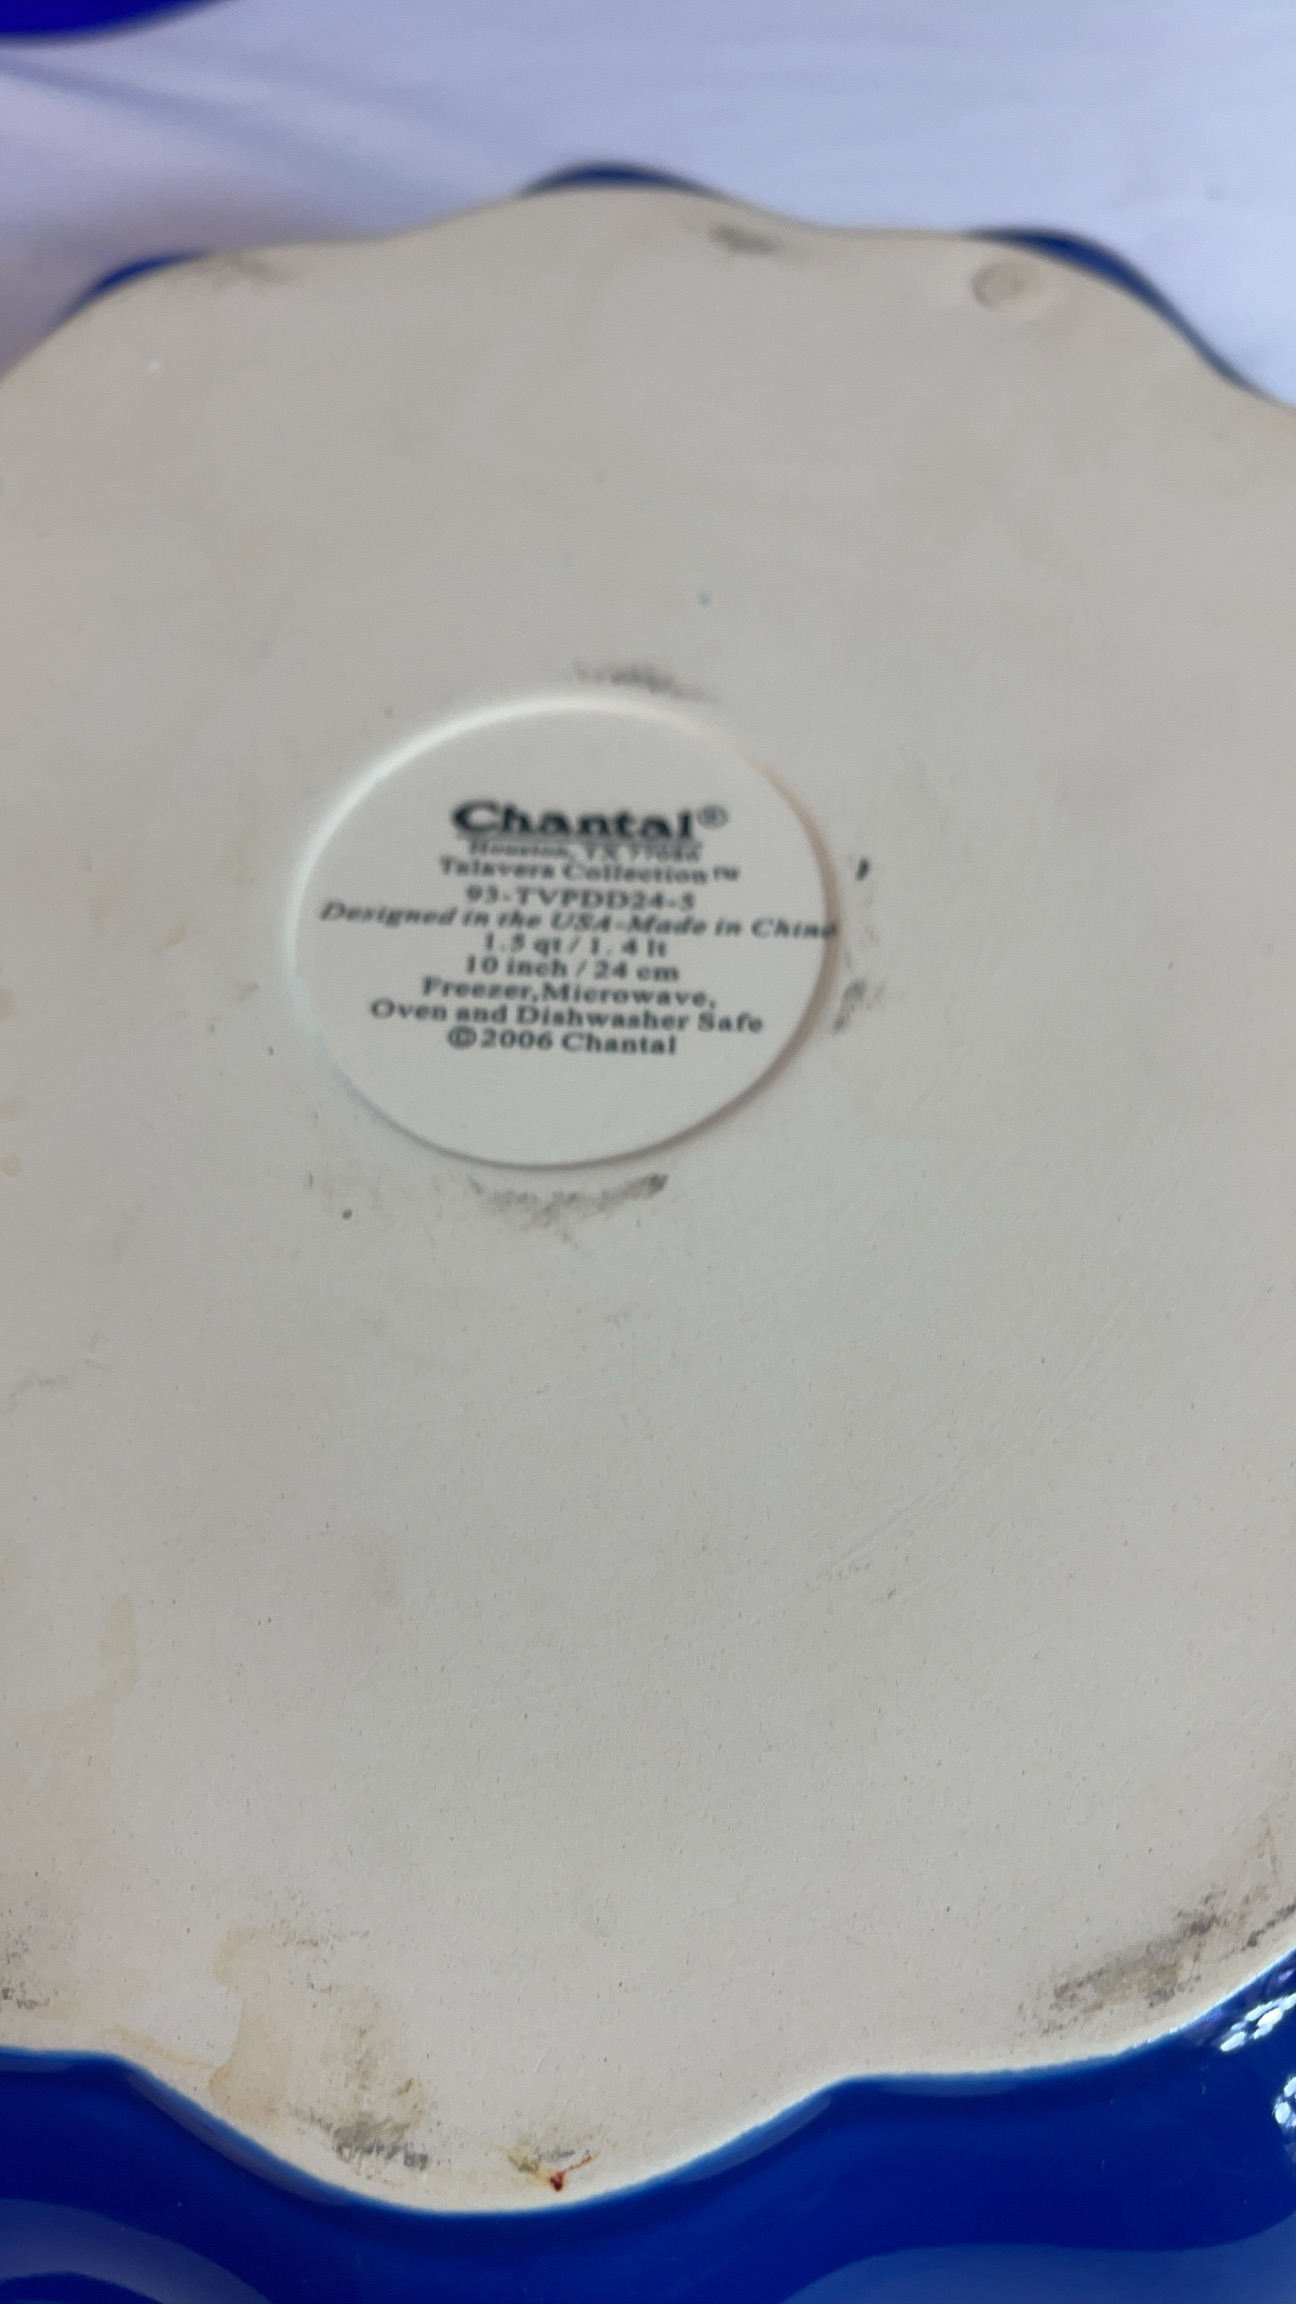 Chantal®
Houston, TX 77086
Talavera Collection™
93-TVPDD24-5
Designed in the USA-Made in China
1.5 qt / 1.4 lt
10 inch / 24 cm
Freezer,Microwave,
Oven and Dishwasher Safe
©2006 Chantal